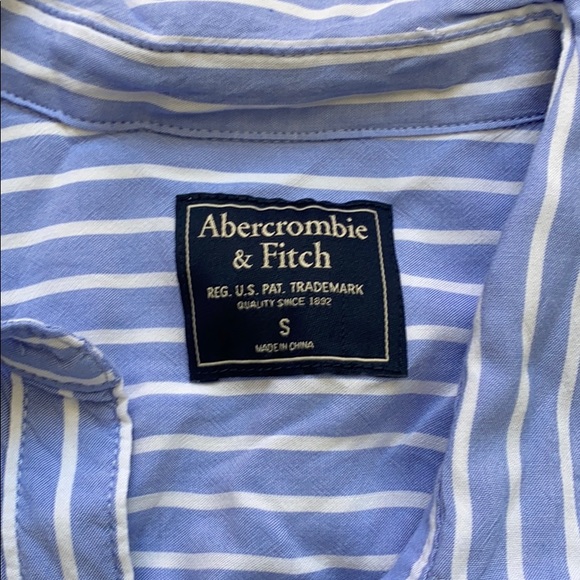 Abercrombie
& Fitch
REG. U.S. PAT. TRADEMARK
QUALITY SINCE 1892
S
MADE IN CHINA